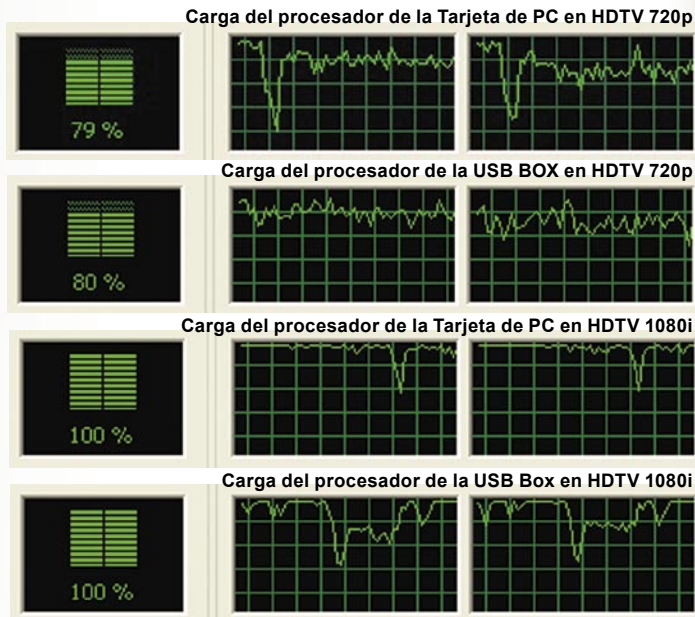 Carga del procesador de la Tarjeta de PC en HDTV 720p
79 %
Carga del procesador de la USB BOX en HDTV 720p
80 %
Carga del procesador de la Tarjeta de PC en HDTV 1080i
100 %
Carga del procesador de la USB Box en HDTV 1080i
100 %